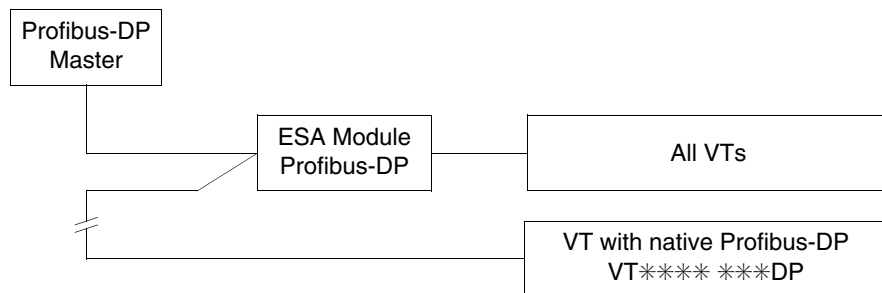 Profibus-DP
Master
ESA Module
Profibus-DP
All VTs
VT with native Profibus-DP
VT✳✳✳✳ ✳✳✳DP